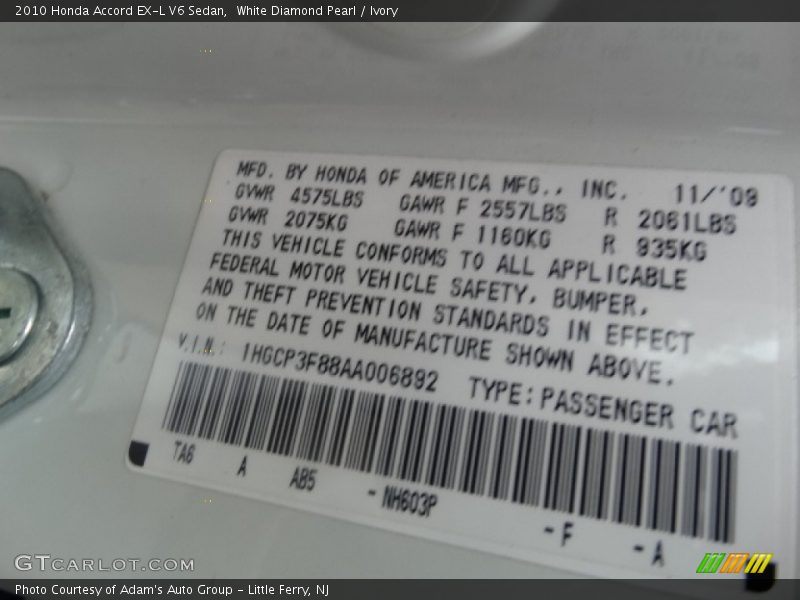 2010 Honda Accord EX-L V6 Sedan,  White Diamond Pearl / Ivory
MFD. BY HONDA OF AMERICA MFG., INC. 11/'09
GVWR 4575LBS GAWR F 2557LBS R 2061LBS
GVWR 2075KG GAWR F 1160KG R 935KG
THIS VEHICLE CONFORMS TO ALL APPLICABLE
FEDERAL MOTOR VEHICLE SAFETY, BUMPER,
AND THEFT PREVENTION STANDARDS IN EFFECT
ON THE DATE OF MANUFACTURE SHOWN ABOVE.
V.I.N.: 1HGCP3F88AA006892 TYPE: PASSENGER CAR
TA6 A AB5 -NH603P -F -A
GTCARLOT.COM
Photo Courtesy of Adam's Auto Group - Little Ferry, NJ